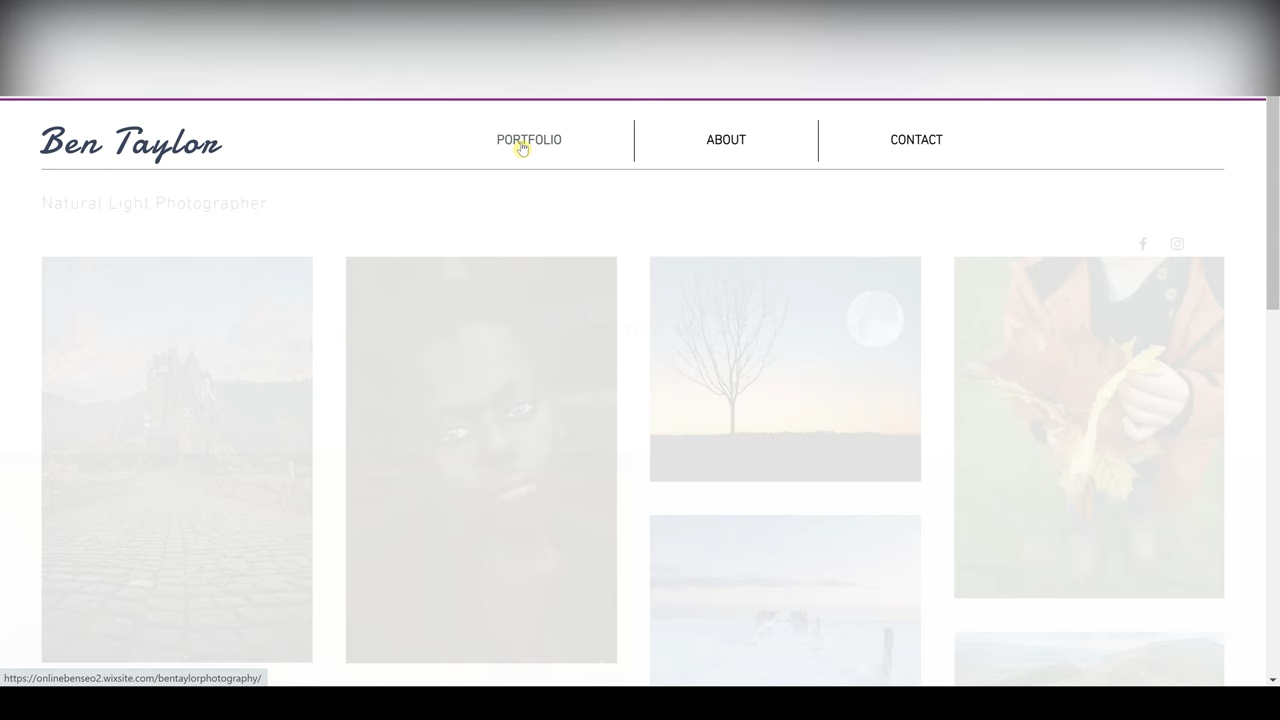 Ben Taylor
PORTFOLIO
ABOUT
CONTACT
Natural Light Photographer
https://onlinebenseo2.wixsite.com/bentaylorphotography/